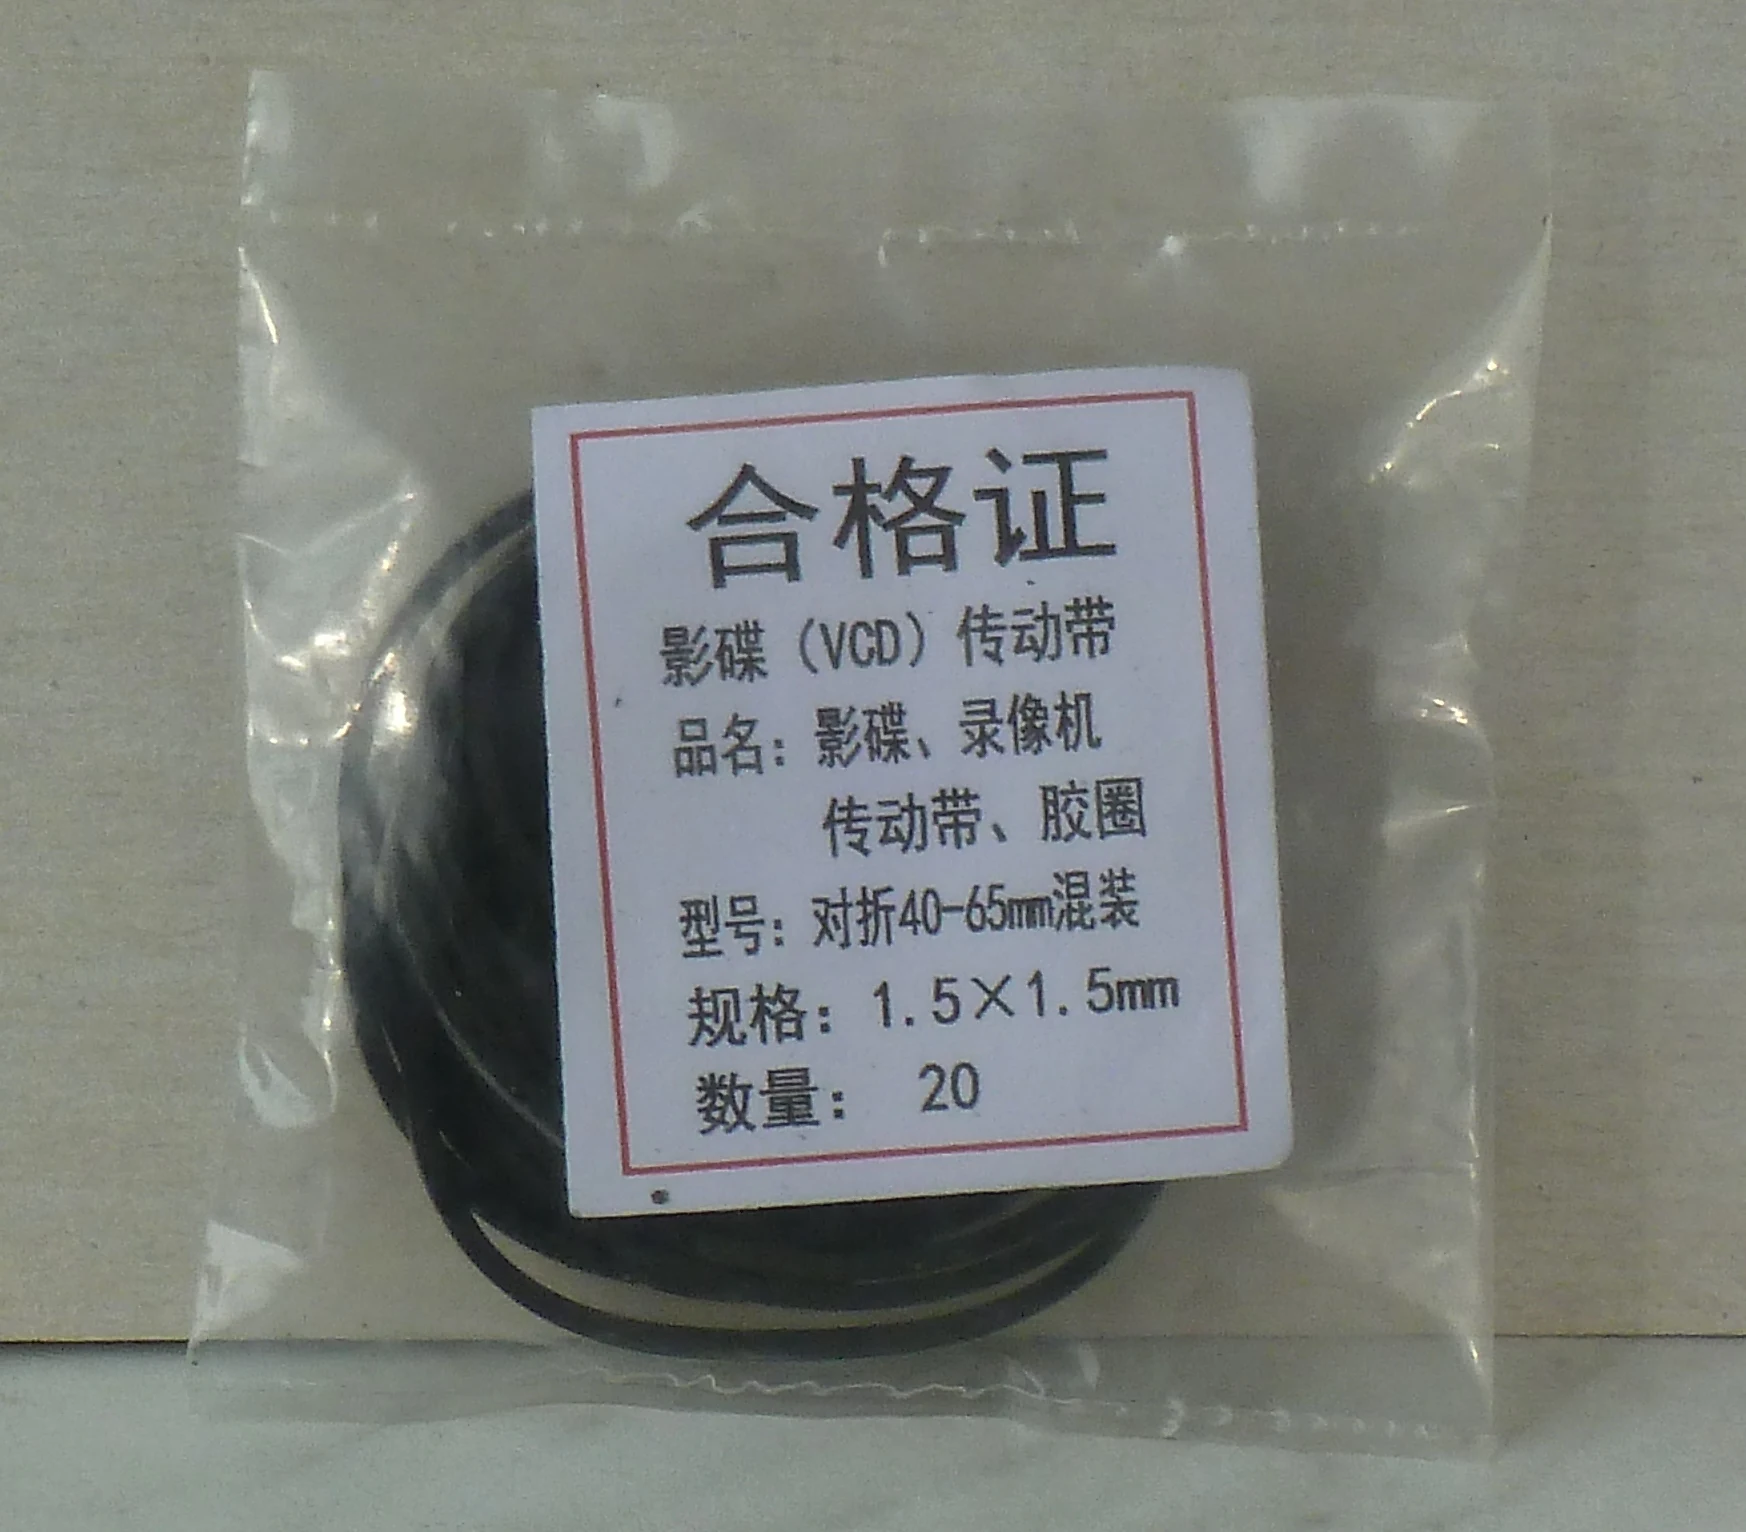 合格证
影碟（VCD）传动带
品名：影碟、录像机
传动带、胶圈
型号：对折40-65mm混装
规格：1.5×1.5mm
数量：20